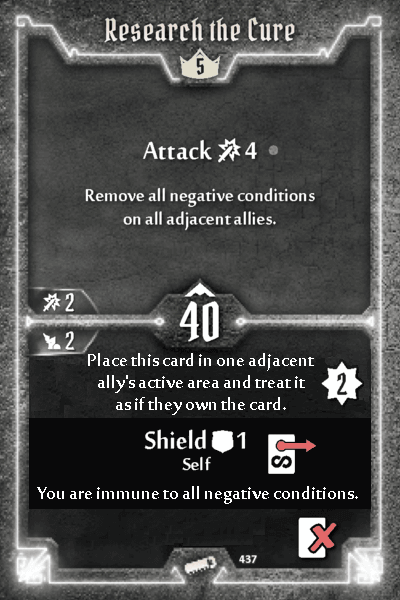 Research the Cure
5
Attack 4
Remove all negative conditions
on all adjacent allies.
2
40
2
Place this card in one adjacent
ally's active area and treat it
as if they own the card.
2
Shield 1
Self
You are immune to all negative conditions.
437